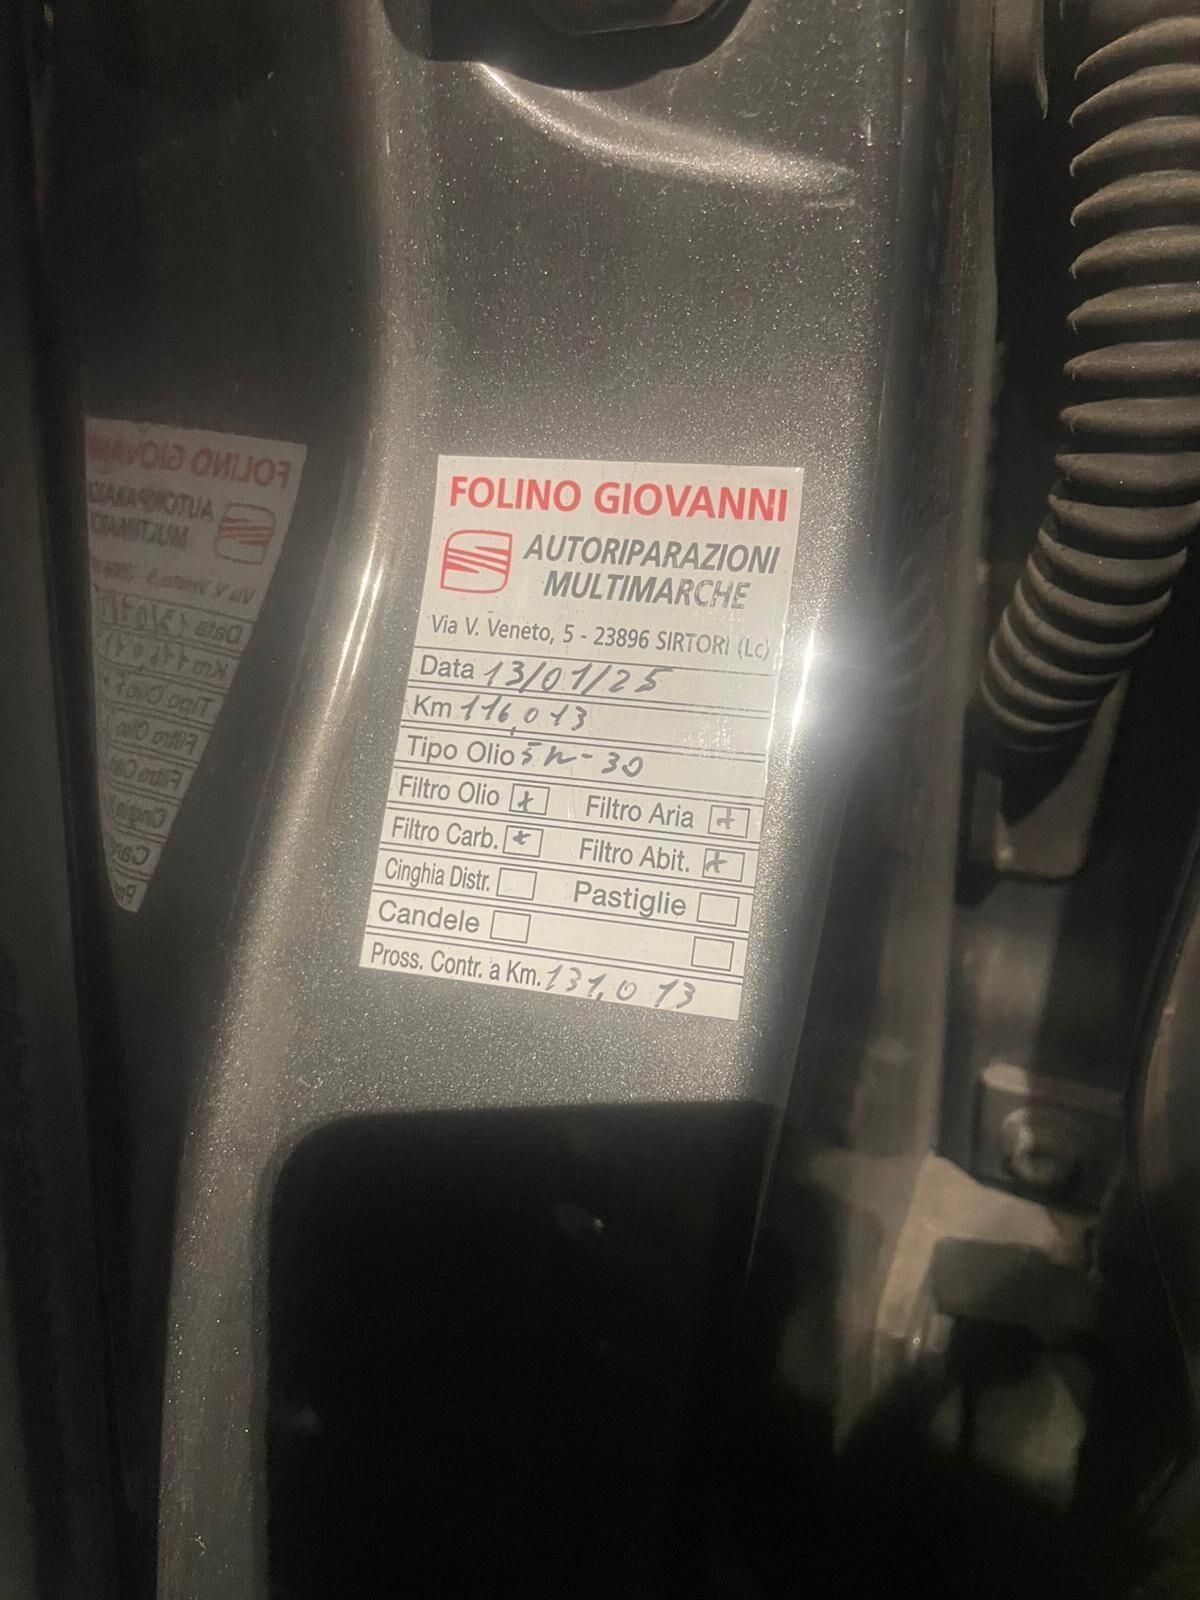 FOLINO GIOVANNI
AUTORIPARAZIONI
MULTIMARCHE
Via V. Veneto, 5 - 23896 SIRTORI (Lc)
Data 13/01/25
Km 116,013
Tipo Olio 5W-30
Filtro Olio + Filtro Aria +
Filtro Carb. + Filtro Abit. +
Cinghia Distr. Pastiglie
Candele
Pross. Contr. a Km. 131,013